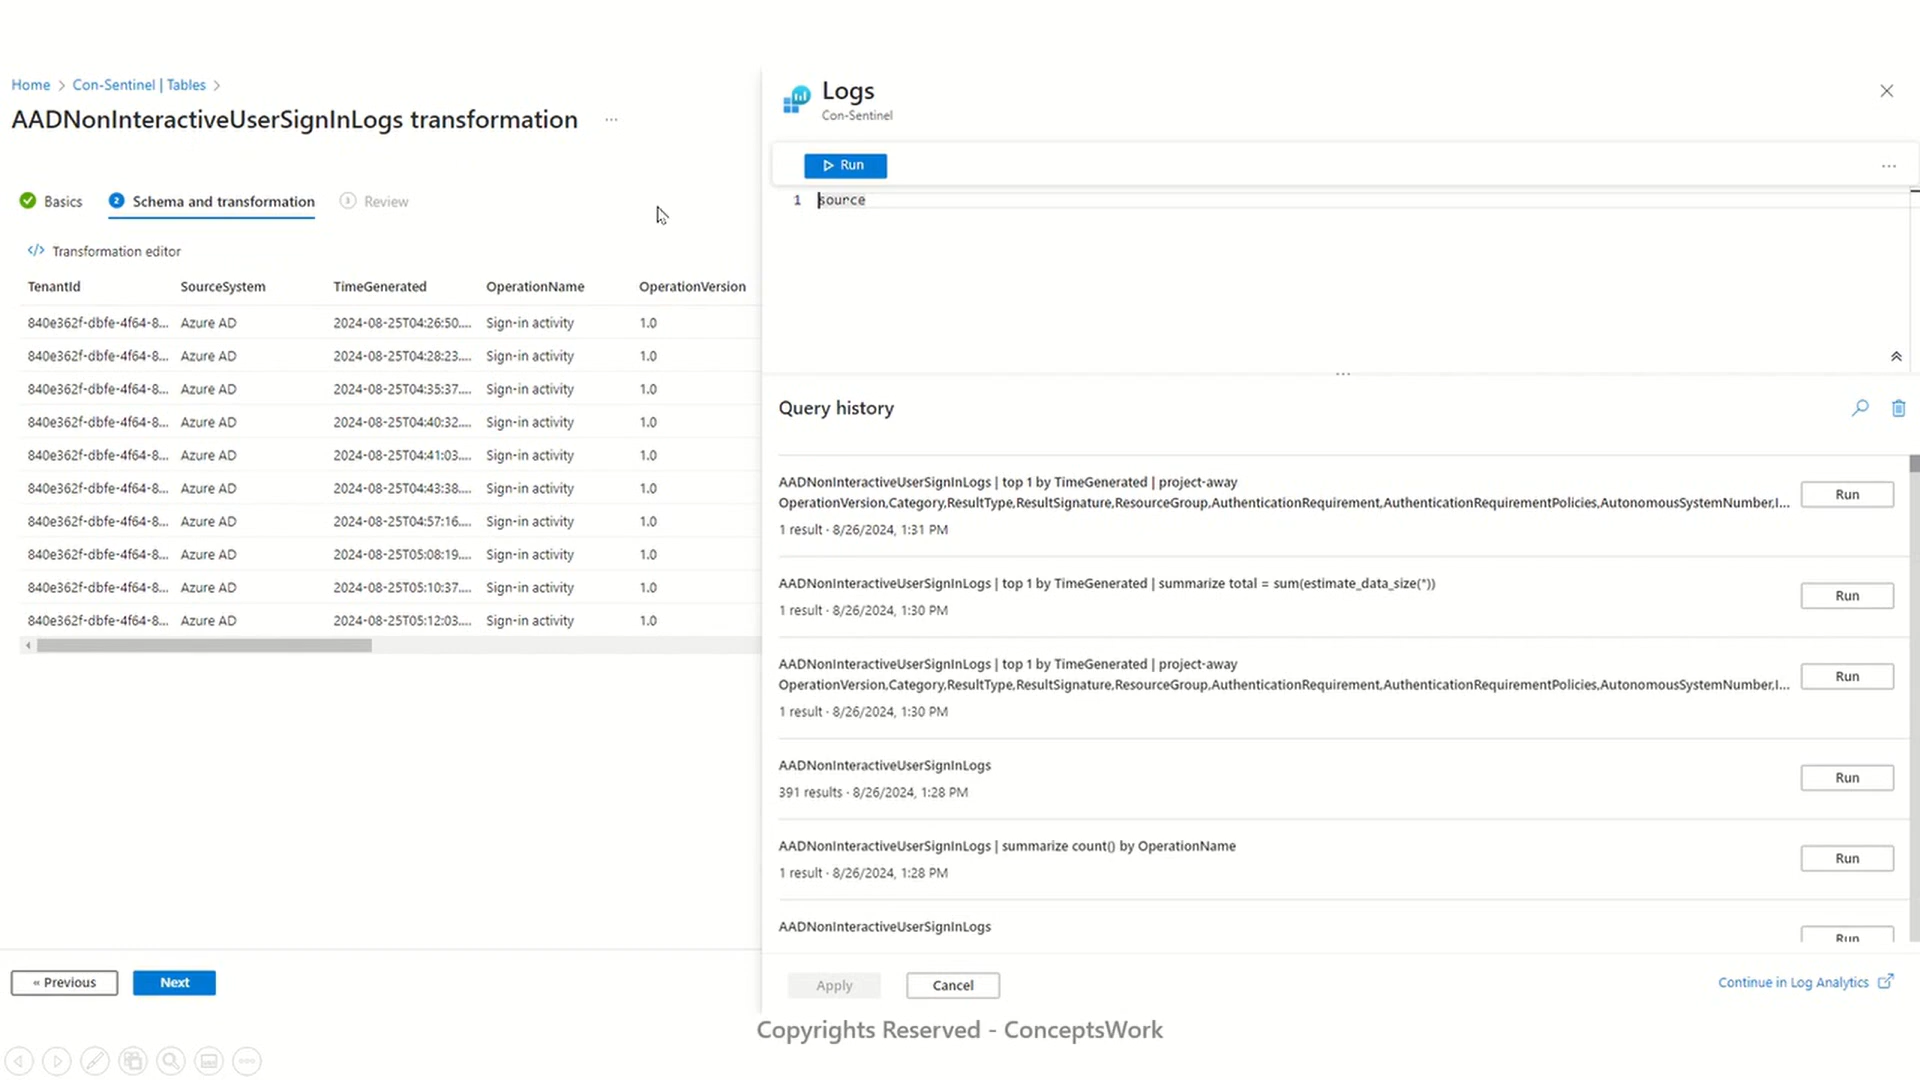 Home > Con-Sentinel | Tables >
AADNonInteractiveUserSignInLogs transformation ...
Basics 2 Schema and transformation 3 Review
</> Transformation editor
TenantId SourceSystem TimeGenerated OperationName OperationVersion
840e362f-dbfe-4f64-8... Azure AD 2024-08-25T04:26:50.... Sign-in activity 1.0
840e362f-dbfe-4f64-8... Azure AD 2024-08-25T04:28:23.... Sign-in activity 1.0
840e362f-dbfe-4f64-8... Azure AD 2024-08-25T04:35:37.... Sign-in activity 1.0
840e362f-dbfe-4f64-8... Azure AD 2024-08-25T04:40:32.... Sign-in activity 1.0
840e362f-dbfe-4f64-8... Azure AD 2024-08-25T04:41:03.... Sign-in activity 1.0
840e362f-dbfe-4f64-8... Azure AD 2024-08-25T04:43:38.... Sign-in activity 1.0
840e362f-dbfe-4f64-8... Azure AD 2024-08-25T04:57:16.... Sign-in activity 1.0
840e362f-dbfe-4f64-8... Azure AD 2024-08-25T05:08:19.... Sign-in activity 1.0
840e362f-dbfe-4f64-8... Azure AD 2024-08-25T05:10:37.... Sign-in activity 1.0
840e362f-dbfe-4f64-8... Azure AD 2024-08-25T05:12:03.... Sign-in activity 1.0
« Previous Next
Logs
Con-Sentinel
Run
1 source
Query history
AADNonInteractiveUserSignInLogs | top 1 by TimeGenerated | project-away
OperationVersion,Category,ResultType,ResultSignature,ResourceGroup,AuthenticationRequirement,AuthenticationRequirementPolicies,AutonomousSystemNumber,I...
Run
1 result · 8/26/2024, 1:31 PM
AADNonInteractiveUserSignInLogs | top 1 by TimeGenerated | summarize total = sum(estimate_data_size(*))
Run
1 result · 8/26/2024, 1:30 PM
AADNonInteractiveUserSignInLogs | top 1 by TimeGenerated | project-away
OperationVersion,Category,ResultType,ResultSignature,ResourceGroup,AuthenticationRequirement,AuthenticationRequirementPolicies,AutonomousSystemNumber,I...
Run
1 result · 8/26/2024, 1:30 PM
AADNonInteractiveUserSignInLogs
Run
391 results · 8/26/2024, 1:28 PM
AADNonInteractiveUserSignInLogs | summarize count() by OperationName
Run
1 result · 8/26/2024, 1:28 PM
AADNonInteractiveUserSignInLogs
Run
Apply Cancel Continue in Log Analytics
Copyrights Reserved - ConceptsWork